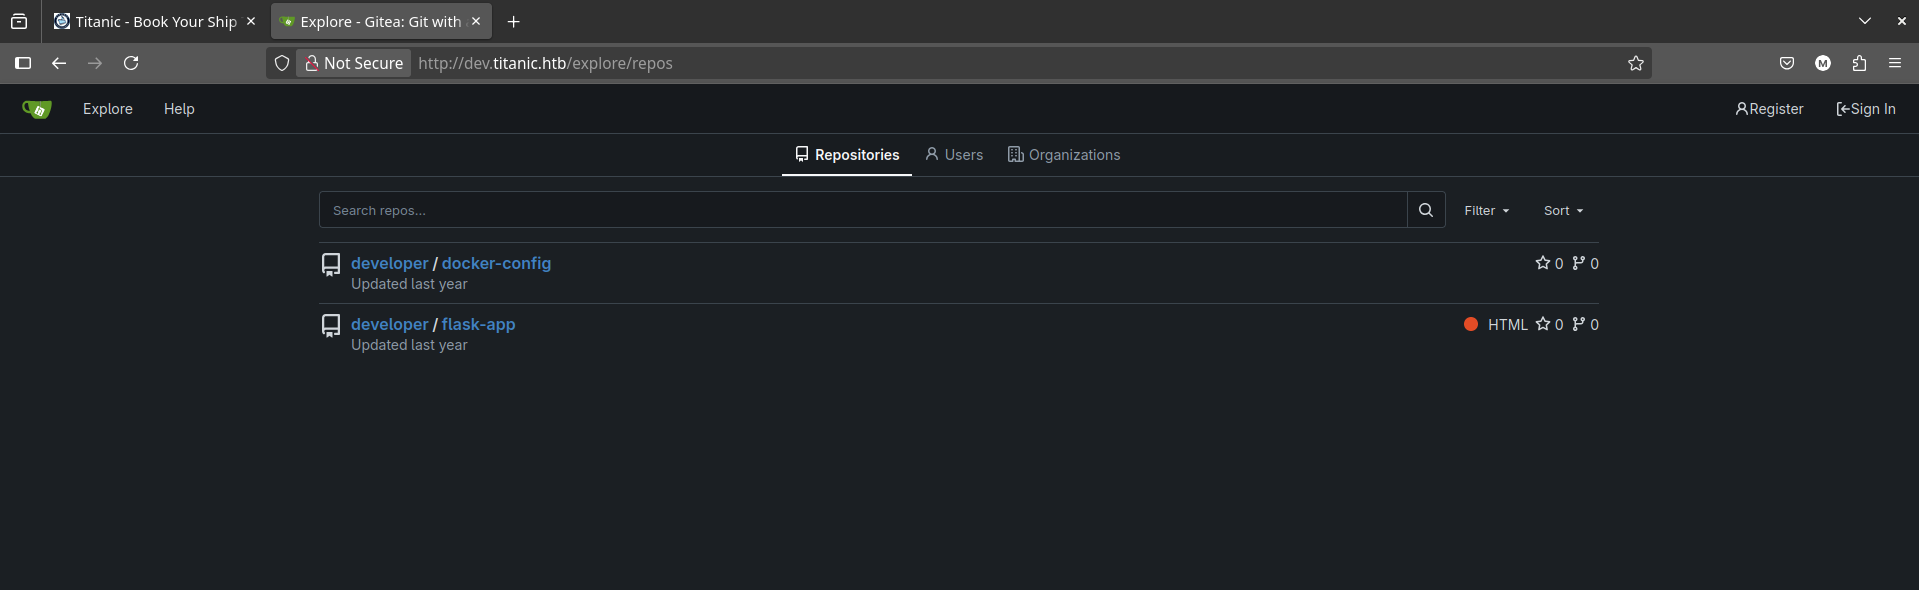 Titanic - Book Your Ship
Explore - Gitea: Git with
Not Secure
http://dev.titanic.htb/explore/repos
M
Explore
Help
Register
Sign In
Repositories
Users
Organizations
Search repos...
Filter
Sort
developer / docker-config
0
0
Updated last year
developer / flask-app
HTML
0
0
Updated last year